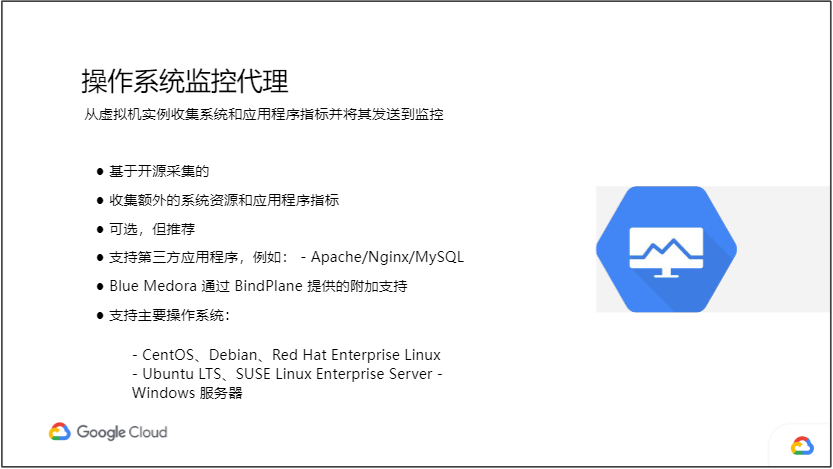 操作系统监控代理
从虚拟机实例收集系统和应用程序指标并将其发送到监控
● 基于开源采集的
● 收集额外的系统资源和应用程序指标
● 可选，但推荐
● 支持第三方应用程序，例如： - Apache/Nginx/MySQL
● Blue Medora 通过 BindPlane 提供的附加支持
● 支持主要操作系统：
- CentOS、Debian、Red Hat Enterprise Linux
- Ubuntu LTS、SUSE Linux Enterprise Server -
Windows 服务器
Google Cloud